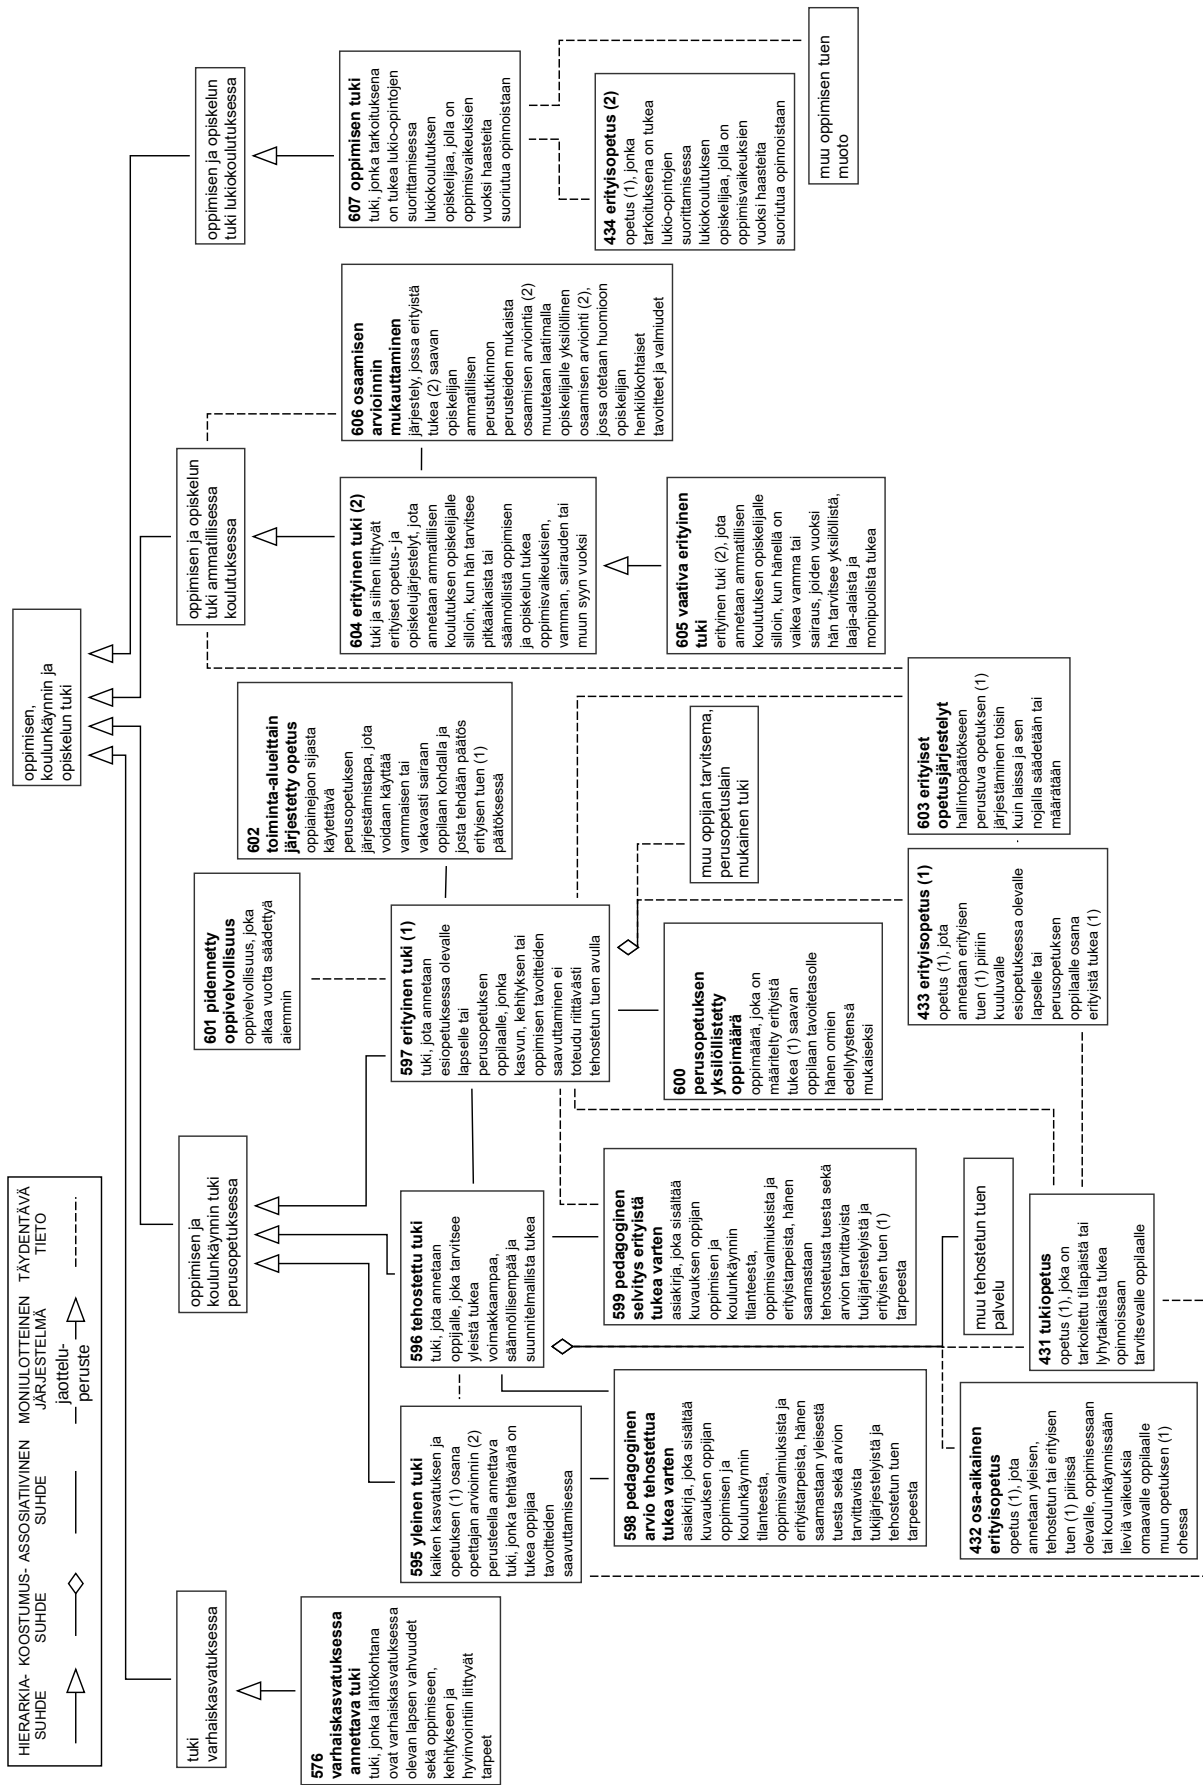 HIERARKIA-
SUHDE
KOOSTUMUS-
SUHDE
ASSOSIATIIVINEN
SUHDE
MONIULOTTEINEN
JÄRJESTELMÄ
jaottelu-
peruste
TÄYDENTÄVÄ
TIETO
oppimisen,
koulunkäynnin ja
opiskelun tuki
tuki
varhaiskasvatuksessa
oppimisen ja
koulunkäynnin tuki
perusopetuksessa
oppimisen ja opiskelun
tuki ammatillisessa
koulutuksessa
oppimisen ja opiskelun
tuki lukiokoulutuksessa
576
varhaiskasvatuksessa
annettava tuki
tuki, jonka lähtökohtana
ovat varhaiskasvatuksessa
olevan lapsen vahvuudet
sekä oppimiseen,
kehitykseen ja
hyvinvointiin liittyvät
tarpeet
595 yleinen tuki
kaiken kasvatuksen ja
opetuksen (1) osana
opettajan arvioinnin (2)
perusteella annettava
tuki, jonka tehtävänä on
tukea oppijaa
tavoitteiden
saavuttamisessa
596 tehostettu tuki
tuki, jota annetaan
oppijalle, joka tarvitsee
yleistä tukea
voimakkaampaa,
säännöllisempää ja
suunnitelmallista tukea
597 erityinen tuki (1)
tuki, jota annetaan
esiopetuksessa olevalle
lapselle tai
perusopetuksen
oppilaalle, jonka
kasvun, kehityksen tai
oppimisen tavoitteiden
saavuttaminen ei
toteudu riittävästi
tehostetun tuen avulla
601 pidennetty
oppivelvollisuus
oppivelvollisuus, joka
alkaa vuotta säädettyä
aiemmin
602
toiminta-alueittain
järjestetty opetus
oppiainejaon sijasta
käytettävä
perusopetuksen
järjestämistapa, jota
voidaan käyttää
vammaisen tai
vakavasti sairaan
oppilaan kohdalla ja
josta tehdään päätös
erityisen tuen (1)
päätöksessä
604 erityinen tuki (2)
tuki ja siihen liittyvät
erityiset opetus- ja
opiskelujärjestelyt, jota
annetaan ammatillisen
koulutuksen opiskelijalle
silloin, kun hän tarvitsee
pitkäaikaista tai
säännöllistä oppimisen
ja opiskelun tukea
oppimisvaikeuksien,
vamman, sairauden tai
muun syyn vuoksi
606 osaamisen
arvioinnin
mukauttaminen
järjestely, jossa erityistä
tukea (2) saavan
opiskelijan
ammatillisen
perustutkinnon
perusteiden mukaista
osaamisen arviointia (2)
muutetaan laatimalla
opiskelijalle yksilöllinen
osaamisen arviointi (2),
jossa otetaan huomioon
opiskelijan
henkilökohtaiset
tavoitteet ja valmiudet
607 oppimisen tuki
tuki, jonka tarkoituksena
on tukea lukio-opintojen
suorittamisessa
lukiokoulutuksen
opiskelijaa, jolla on
oppimisvaikeuksien
vuoksi haasteita
suoriutua opinnoistaan
598 pedagoginen
arvio tehostettua
tukea varten
asiakirja, joka sisältää
kuvauksen oppijan
oppimisen ja
koulunkäynnin
tilanteesta,
oppimisvalmiuksista ja
erityistarpeista, hänen
saamastaan yleisestä
tuesta sekä arvion
tarvittavista
tukijärjestelyistä ja
tehostetun tuen
tarpeesta
599 pedagoginen
selvitys erityistä
tukea varten
asiakirja, joka sisältää
kuvauksen oppijan
oppimisen ja
koulunkäynnin
tilanteesta,
oppimisvalmiuksista ja
erityistarpeista, hänen
saamastaan
tehostetusta tuesta sekä
arvion tarvittavista
tukijärjestelyistä ja
erityisen tuen (1)
tarpeesta
600
perusopetuksen
yksilöllistetty
oppimäärä
oppimäärä, joka on
määritelty erityistä
tukea (1) saavan
oppilaan tavoitetasolle
hänen omien
edellytystensä
mukaiseksi
muu oppijan tarvitsema,
perusopetuslain
mukainen tuki
605 vaativa erityinen
tuki
erityinen tuki (2), jota
annetaan ammatillisen
koulutuksen opiskelijalle
silloin, kun hänellä on
vaikea vamma tai
sairaus, joiden vuoksi
hän tarvitsee yksilöllistä,
laaja-alaista ja
monipuolista tukea
434 erityisopetus (2)
opetus (1), jonka
tarkoituksena on tukea
lukio-opintojen
suorittamisessa
lukiokoulutuksen
opiskelijaa, jolla on
oppimisvaikeuksien
vuoksi haasteita
suoriutua opinnoistaan
muu oppimisen tuen
muoto
432 osa-aikainen
erityisopetus
opetus (1), jota
annetaan yleisen,
tehostetun tai erityisen
tuen (1) piirissä
olevalle, oppimisessaan
tai koulunkäynnissään
lieviä vaikeuksia
omaavalle oppilaalle
muun opetuksen (1)
ohessa
muu tehostetun tuen
palvelu
431 tukiopetus
opetus (1), joka on
tarkoitettu tilapäistä tai
lyhytaikaista tukea
opinnoissaan
tarvitsevalle oppilaalle
433 erityisopetus (1)
opetus (1), jota
annetaan erityisen
tuen (1) piiriin
kuuluvalle
esiopetuksessa olevalle
lapselle tai
perusopetuksen
oppilaalle osana
erityistä tukea (1)
603 erityiset
opetusjärjestelyt
hallintopäätökseen
perustuva opetuksen (1)
järjestäminen toisin
kuin laissa ja sen
nojalla säädetään tai
määrätään